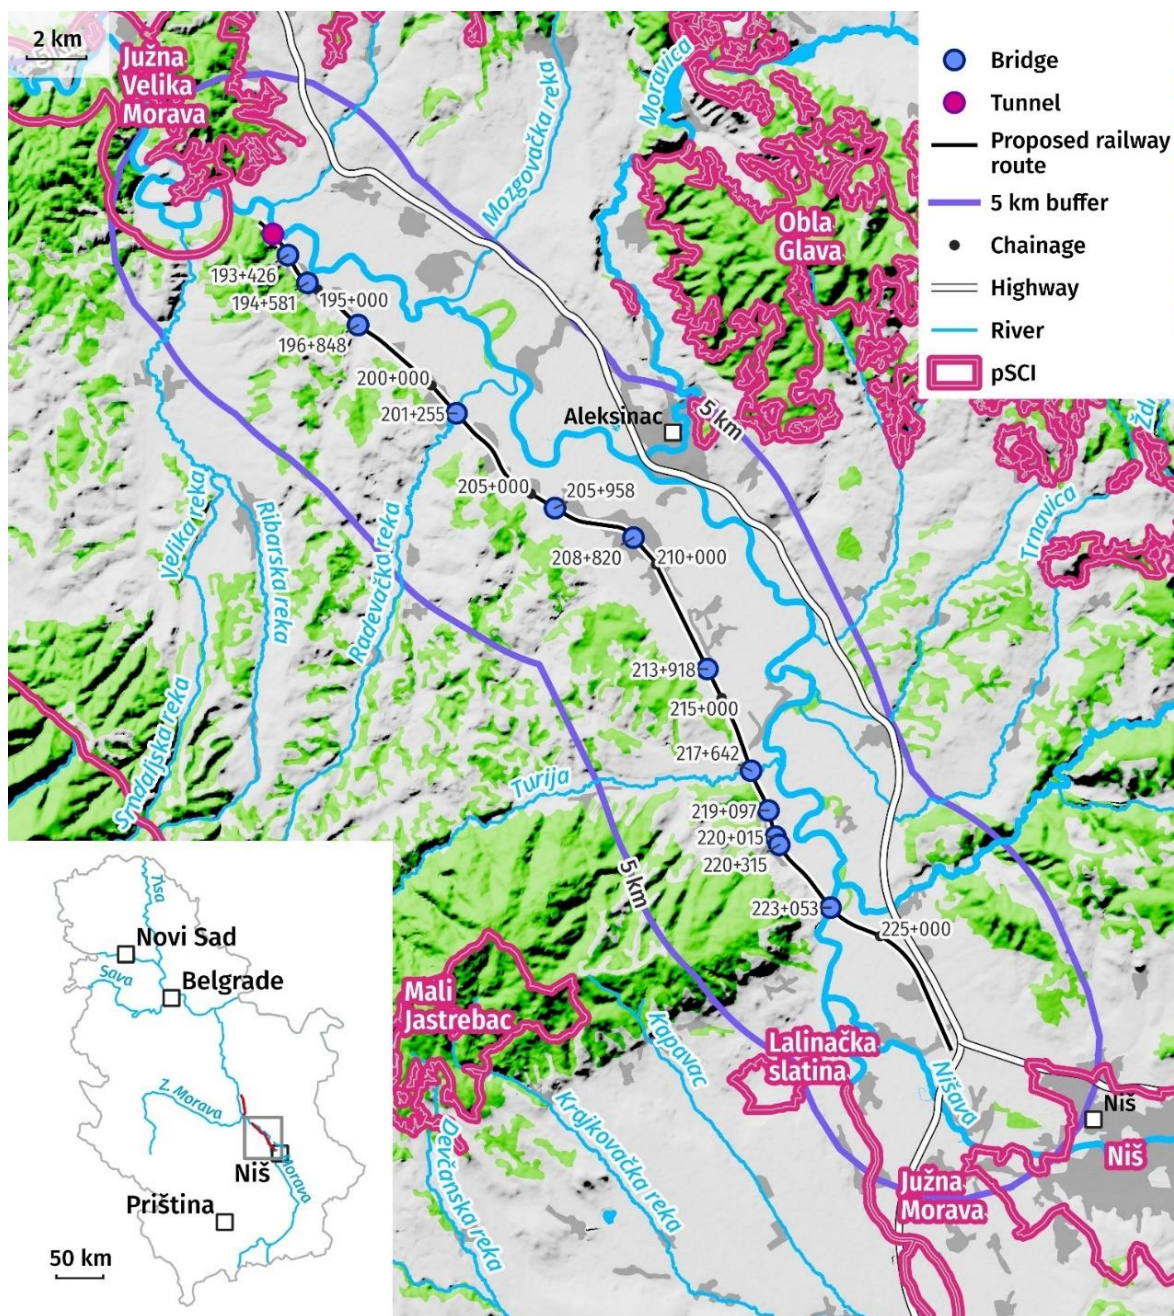 2 km
Južna
Velika
Morava
Mozgovačka reka
Moravica
Obla
Glava
Bridge
Tunnel
Proposed railway
route
5 km buffer
Chainage
Highway
River
pSCI
193+426
194+581
195+000
196+848
200+000
201+255
Aleksinac
5 km
205+000
205+958
208+820
210+000
Velika reka
Ribarska reka
Radevačka reka
Trnavica
213+918
215+000
217+642
Srndaljska reka
Turija
219+097
220+015
220+315
5 km
223+053
225+000
Mali
Jastrebac
Kapavac
Lalinačka
slatina
Nišava
Niš
Niš
Krajkovačka reka
Devčanska reka
Južna
Morava
Tisa
Novi Sad
Sava
Belgrade
Z. Morava
Niš
J. Morava
Priština
50 km